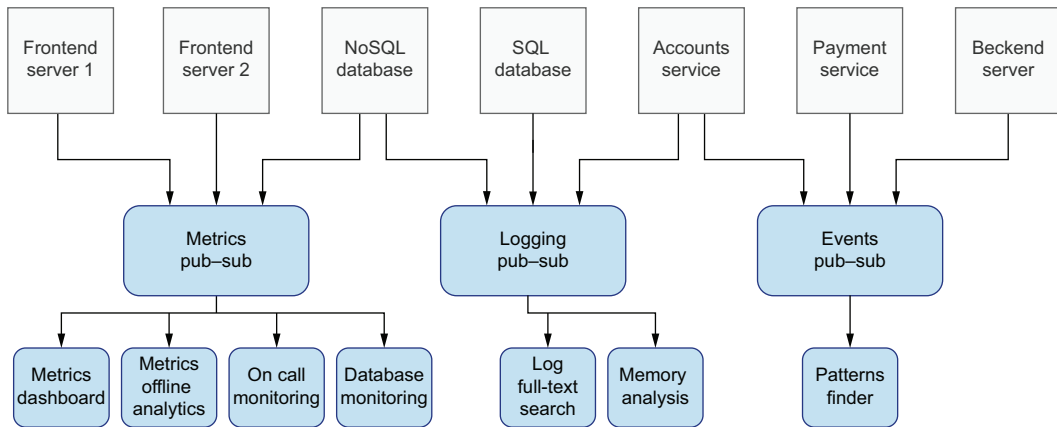 Frontend
server 1
Frontend
server 2
NoSQL
database
SQL
database
Accounts
service
Payment
service
Beckend
server
Metrics
pub–sub
Logging
pub–sub
Events
pub–sub
Metrics
dashboard
Metrics
offline
analytics
On call
monitoring
Database
monitoring
Log
full-text
search
Memory
analysis
Patterns
finder